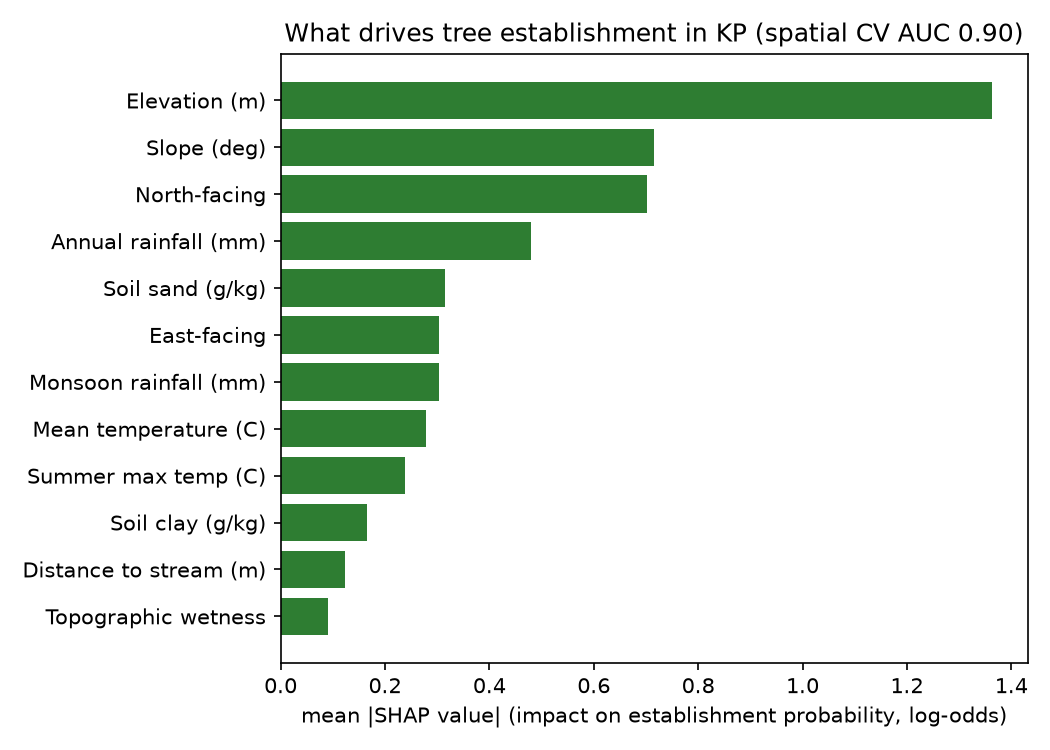 What drives tree establishment in KP (spatial CV AUC 0.90)
Elevation (m)
Slope (deg)
North-facing
Annual rainfall (mm)
Soil sand (g/kg)
East-facing
Monsoon rainfall (mm)
Mean temperature (C)
Summer max temp (C)
Soil clay (g/kg)
Distance to stream (m)
Topographic wetness
0.0 0.2 0.4 0.6 0.8 1.0 1.2 1.4
mean |SHAP value| (impact on establishment probability, log-odds)